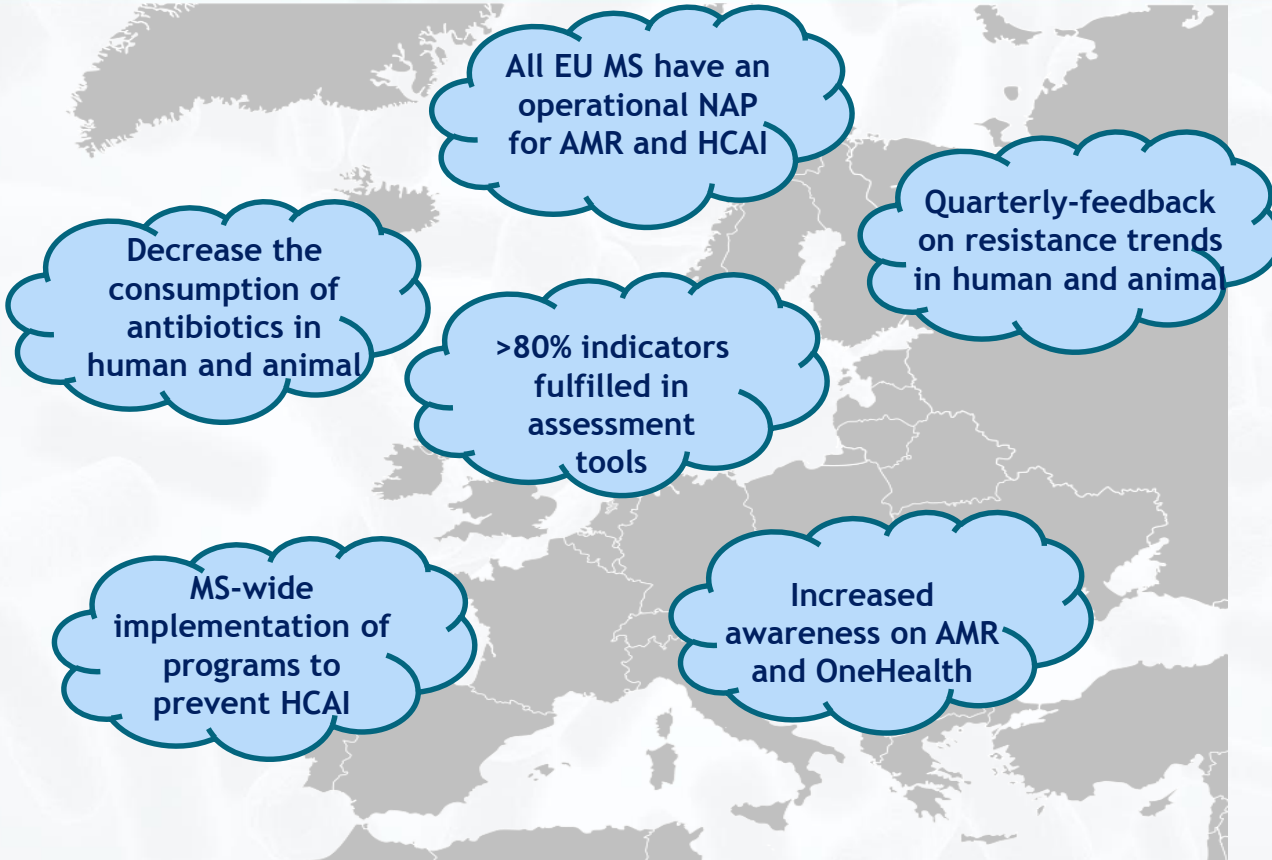 All EU MS have an
operational NAP
for AMR and HCAI
Quarterly-feedback
on resistance trends
in human and animal
Decrease the
consumption of
antibiotics in
human and animal
>80% indicators
fulfilled in
assessment
tools
MS-wide
implementation of
programs to
prevent HCAI
Increased
awareness on AMR
and OneHealth